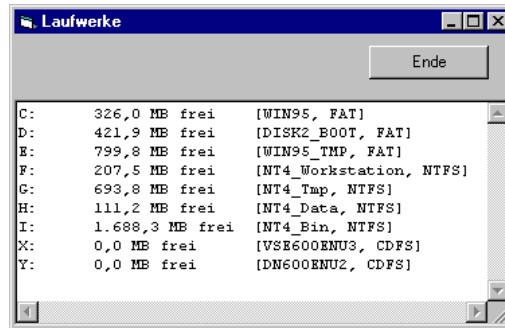 Laufwerke
Ende
C: 326,0 MB frei [WIN95, FAT]
D: 421,9 MB frei [DISK2_BOOT, FAT]
E: 799,8 MB frei [WIN95_TMP, FAT]
F: 207,5 MB frei [NT4_Workstation, NTFS]
G: 693,8 MB frei [NT4_Tmp, NTFS]
H: 111,2 MB frei [NT4_Data, NTFS]
I: 1.688,3 MB frei [NT4_Bin, NTFS]
X: 0,0 MB frei [VSE600ENU3, CDFS]
Y: 0,0 MB frei [DN600ENU2, CDFS]